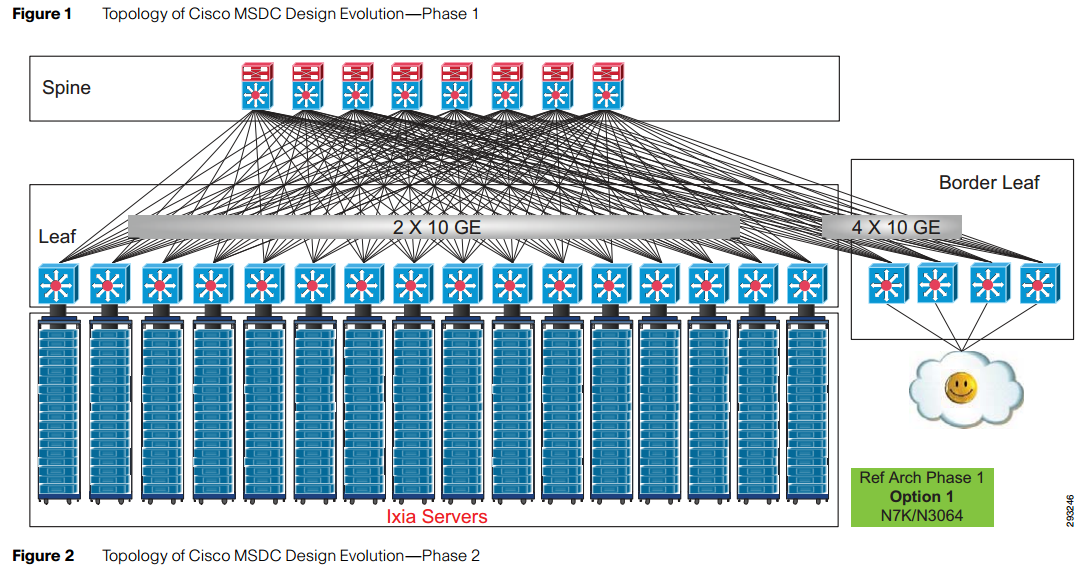 Figure 1 Topology of Cisco MSDC Design Evolution—Phase 1
Spine
Border Leaf
Leaf
2 X 10 GE
4 X 10 GE
Ixia Servers
Ref Arch Phase 1
Option 1
N7K/N3064
293246
Figure 2 Topology of Cisco MSDC Design Evolution—Phase 2